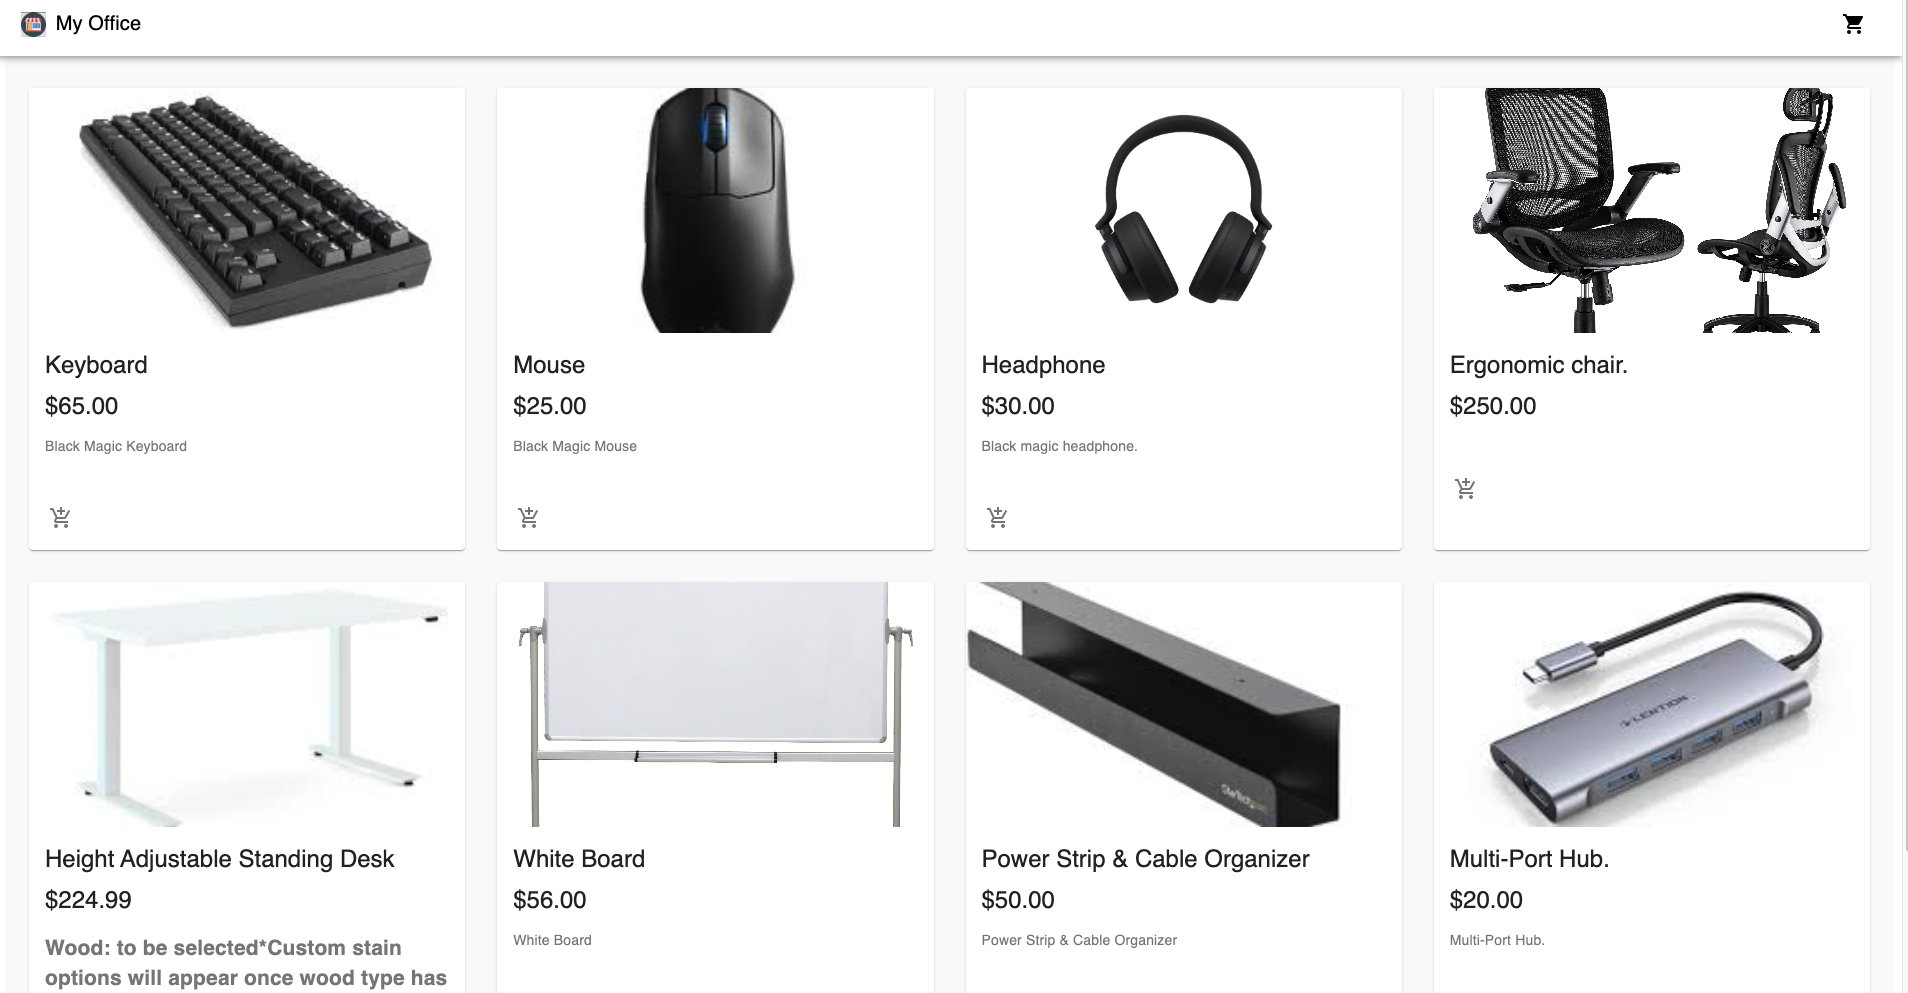 My Office
Keyboard
$65.00
Black Magic Keyboard
Mouse
$25.00
Black Magic Mouse
Headphone
$30.00
Black magic headphone.
Ergonomic chair.
$250.00
Height Adjustable Standing Desk
$224.99
Wood: to be selected*Custom stain
options will appear once wood type has
White Board
$56.00
White Board
StarTech
Power Strip & Cable Organizer
$50.00
Power Strip & Cable Organizer
LENTION
Multi-Port Hub.
$20.00
Multi-Port Hub.